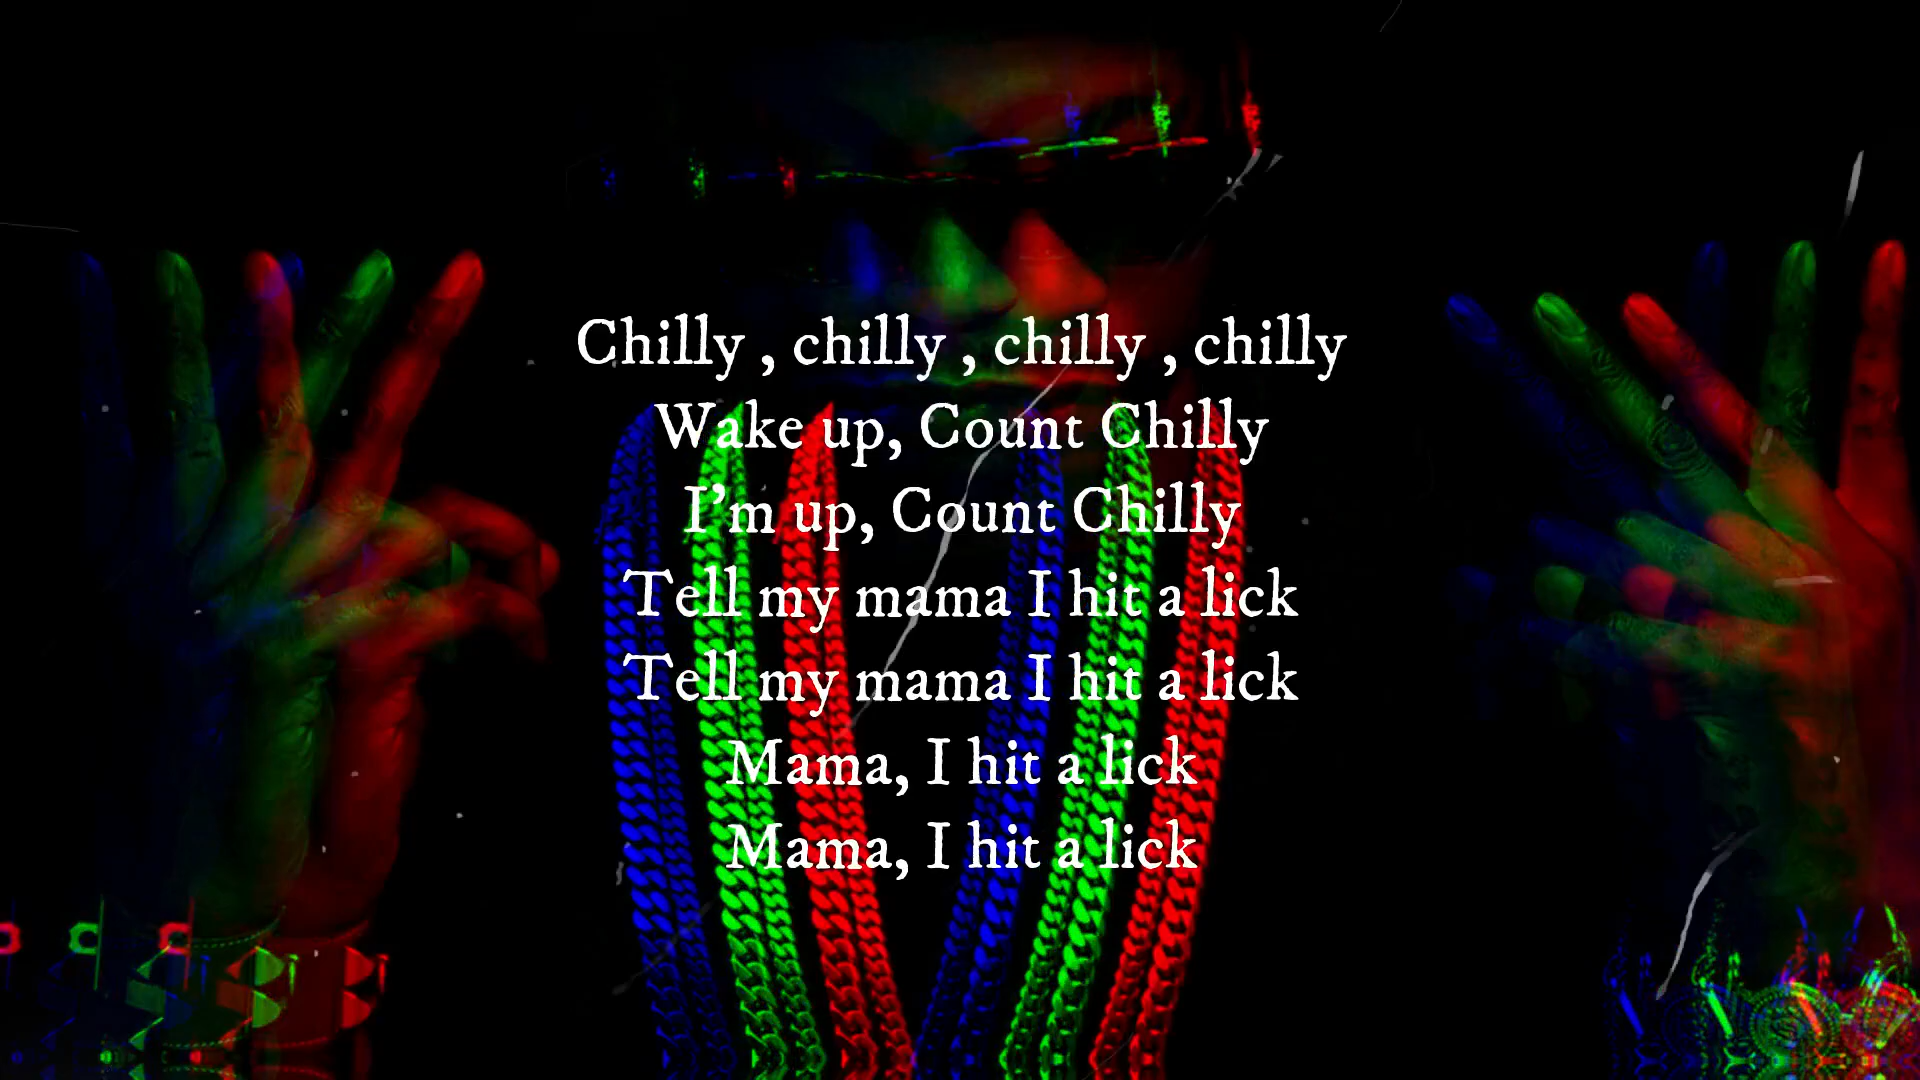 Chilly , chilly , chilly , chilly
Wake up, Count Chilly
I'm up, Count Chilly
Tell my mama I hit a lick
Tell my mama I hit a lick
Mama, I hit a lick
Mama, I hit a lick